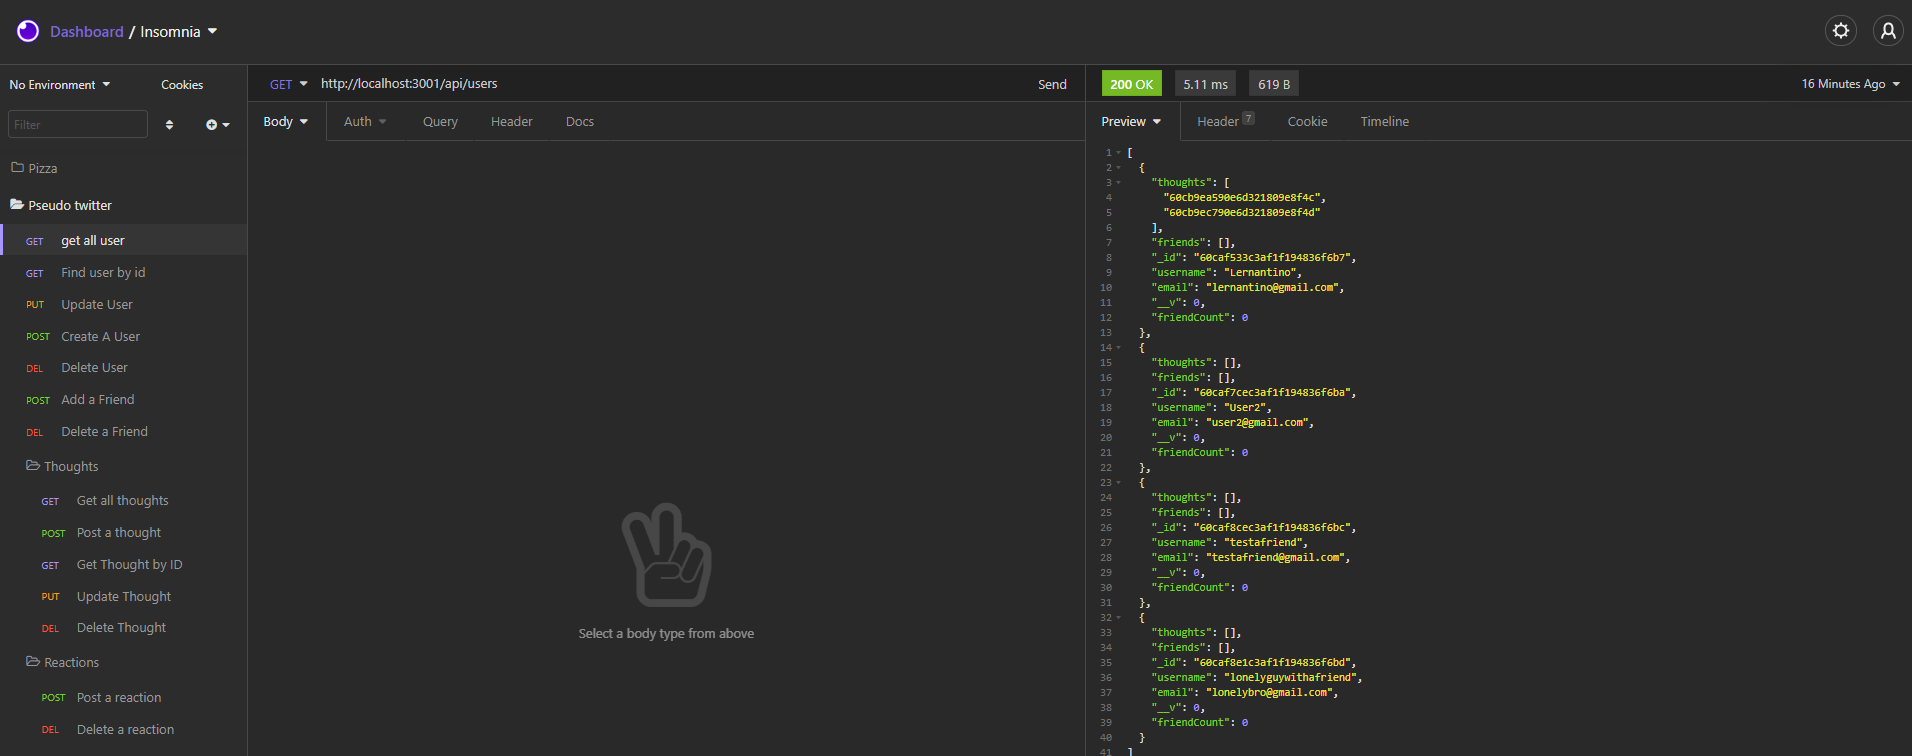 Dashboard / Insomnia
No Environment
Cookies
Filter
Pizza
Pseudo twitter
GET get all user
GET Find user by id
PUT Update User
POST Create A User
DEL Delete User
POST Add a Friend
DEL Delete a Friend
Thoughts
GET Get all thoughts
POST Post a thought
GET Get Thought by ID
PUT Update Thought
DEL Delete Thought
Reactions
POST Post a reaction
DEL Delete a reaction
GET http://localhost:3001/api/users Send
Body Auth Query Header Docs
Select a body type from above
200 OK 5.11 ms 619 B 16 Minutes Ago
Preview Header 7 Cookie Timeline
1 [
2 {
3 "thoughts": [
4 "60cb9ea590e6d321809e8f4c",
5 "60cb9ec790e6d321809e8f4d"
6 ],
7 "friends": [],
8 "_id": "60caf533c3af1f194836f6b7",
9 "username": "Lernantino",
10 "email": "lernantino@gmail.com",
11 "__v": 0,
12 "friendCount": 0
13 },
14 {
15 "thoughts": [],
16 "friends": [],
17 "_id": "60caf7cec3af1f194836f6ba",
18 "username": "User2",
19 "email": "user2@gmail.com",
20 "__v": 0,
21 "friendCount": 0
22 },
23 {
24 "thoughts": [],
25 "friends": [],
26 "_id": "60caf8cec3af1f194836f6bc",
27 "username": "testafriend",
28 "email": "testafriend@gmail.com",
29 "__v": 0,
30 "friendCount": 0
31 },
32 {
33 "thoughts": [],
34 "friends": [],
35 "_id": "60caf8e1c3af1f194836f6bd",
36 "username": "lonelyguywithafriend",
37 "email": "lonelybro@gmail.com",
38 "__v": 0,
39 "friendCount": 0
40 }
41 ]